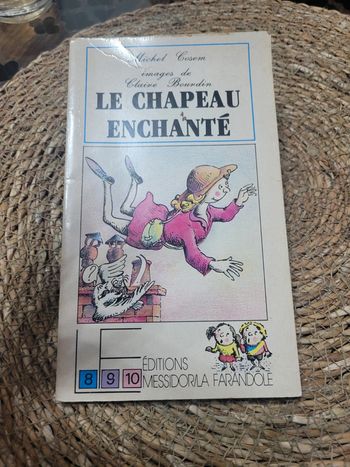 Michel Cosem
images de
Claire Bourdin
LE CHAPEAU
ENCHANTÉ
8 9 10
ÉDITIONS
MESSIDOR/LA FARANDOLE